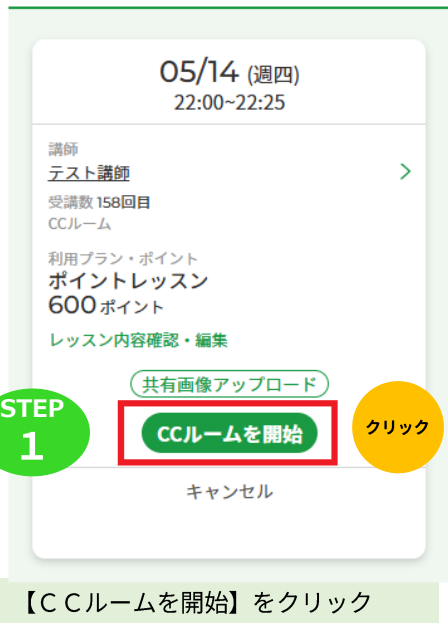 05/14 (週四)
22:00~22:25
講師
テスト講師
受講数 158回目
CCルーム
利用プラン・ポイント
ポイントレッスン
600ポイント
レッスン内容確認・編集
共有画像アップロード
STEP
1
CCルームを開始
クリック
キャンセル
【ＣＣルームを開始】をクリック